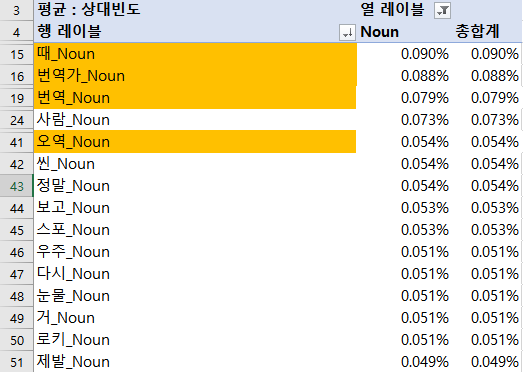 3 평균 : 상대빈도 열 레이블
4 행 레이블 Noun 총합계
15 때_Noun 0.090% 0.090%
16 번역가_Noun 0.088% 0.088%
19 번역_Noun 0.079% 0.079%
24 사람_Noun 0.073% 0.073%
41 오역_Noun 0.054% 0.054%
42 씬_Noun 0.054% 0.054%
43 정말_Noun 0.054% 0.054%
44 보고_Noun 0.053% 0.053%
45 스포_Noun 0.053% 0.053%
46 우주_Noun 0.051% 0.051%
47 다시_Noun 0.051% 0.051%
48 눈물_Noun 0.051% 0.051%
49 거_Noun 0.051% 0.051%
50 로키_Noun 0.051% 0.051%
51 제발_Noun 0.049% 0.049%